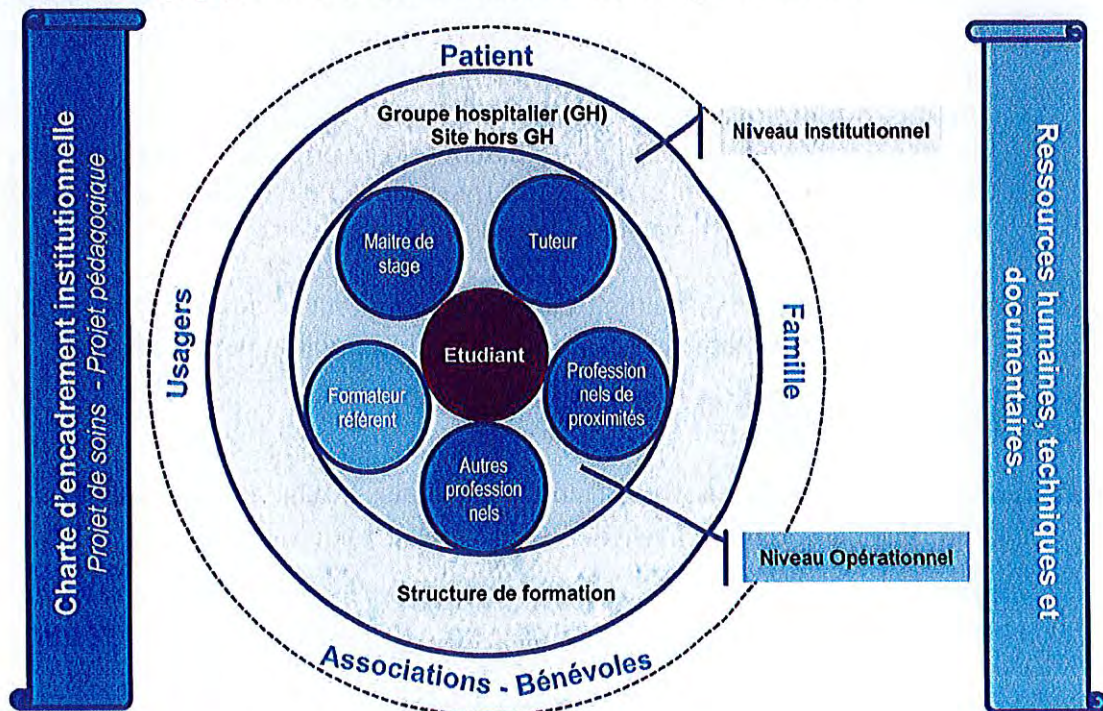 Charte d'encadrement institutionnelle
Projet de soins - Projet pédagogique
Patient
Groupe hospitalier (GH)
Site hors GH
Niveau institutionnel
Maitre de
stage
Tuteur
Usagers
Etudiant
Famille
Formateur
référent
Profession
nels de
proximités
Autres
profession
nels
Niveau Opérationnel
Structure de formation
Associations - Bénévoles
Ressources humaines, techniques et
documentaires.